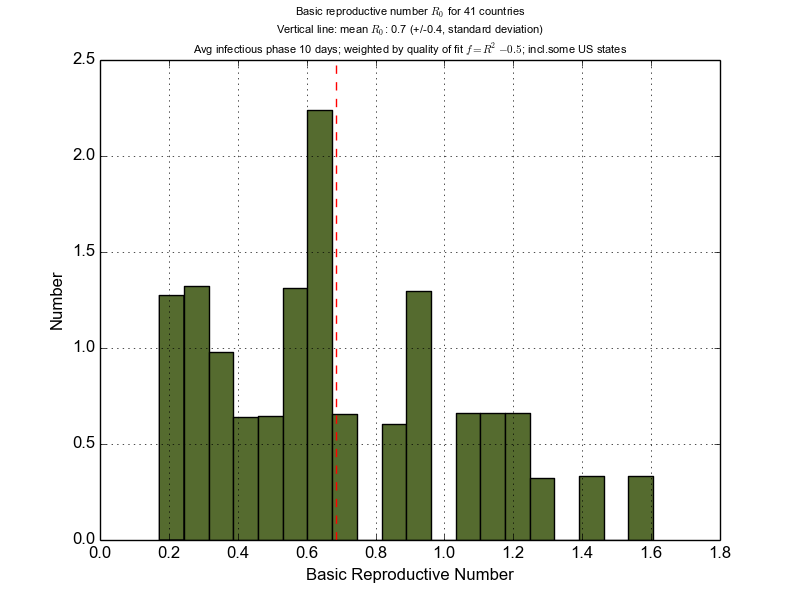 Basic reproductive number R₀ for 41 countries
Vertical line: mean R₀: 0.7 (+/-0.4, standard deviation)
Avg infectious phase 10 days; weighted by quality of fit f=R² −0.5; incl.some US states
2.5
2.0
1.5
1.0
0.5
0.0
Number
0.0 0.2 0.4 0.6 0.8 1.0 1.2 1.4 1.6 1.8
Basic Reproductive Number